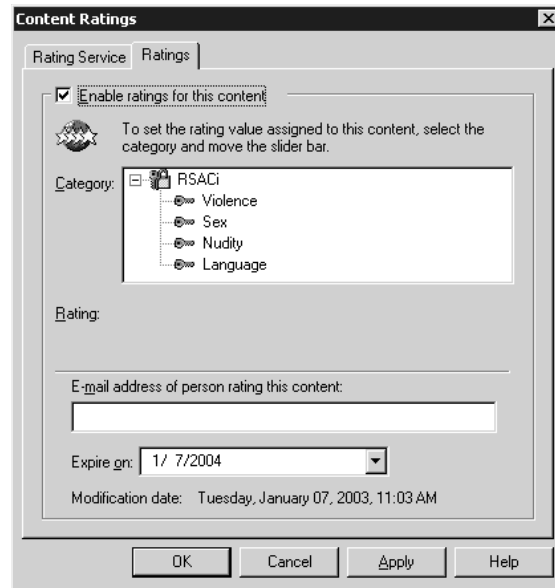 Content Ratings
Rating Service Ratings
Enable ratings for this content
To set the rating value assigned to this content, select the
category and move the slider bar.
Category:
RSACi
Violence
Sex
Nudity
Language
Rating:
E-mail address of person rating this content:
Expire on: 1/ 7/2004
Modification date: Tuesday, January 07, 2003, 11:03 AM
OK Cancel Apply Help